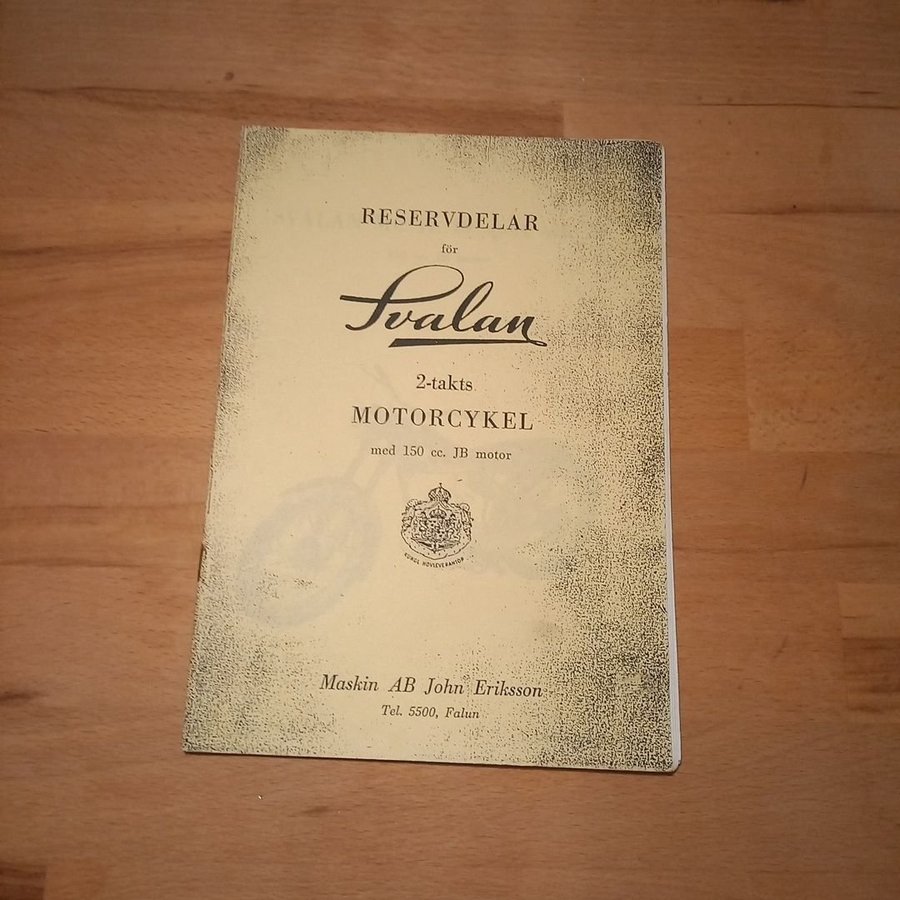 RESERVDELAR
för
Svalan
2-takts
MOTORCYKEL
med 150 cc. JB motor
KUNGL HOVLEVERANTÖR
Maskin AB John Eriksson
Tel. 5500, Falun